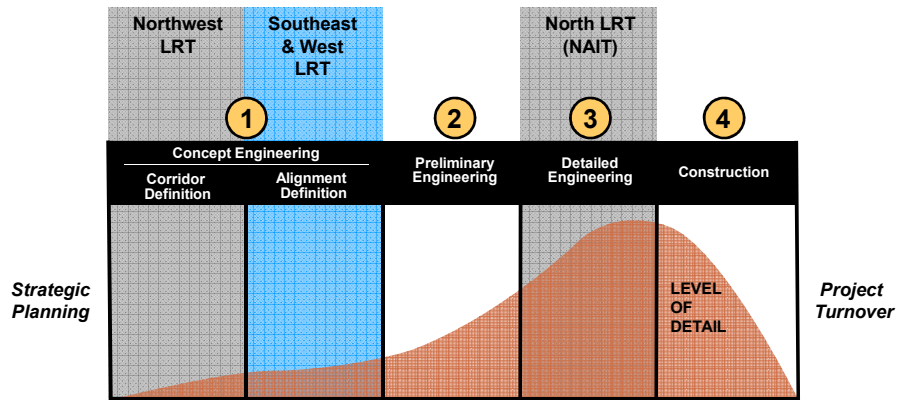 Northwest
LRT
Southeast
& West
LRT
North LRT
(NAIT)
1
2
3
4
Concept Engineering
Corridor
Definition
Alignment
Definition
Preliminary
Engineering
Detailed
Engineering
Construction
Strategic
Planning
LEVEL
OF
DETAIL
Project
Turnover